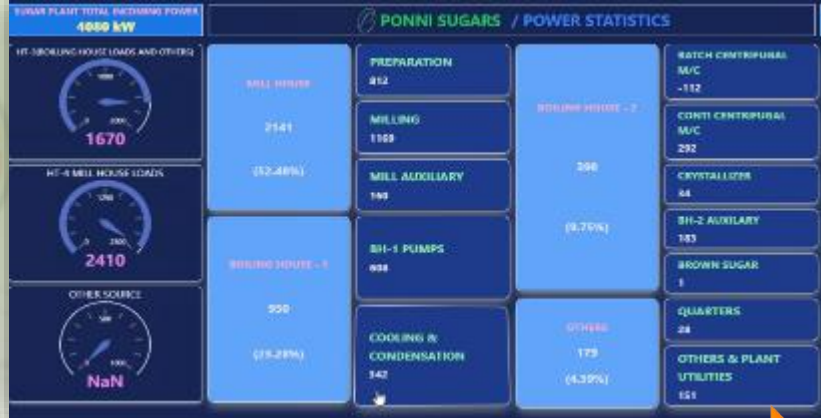 SUGAR PLANT TOTAL INCOMING POWER
4080 kW
PONNI SUGARS / POWER STATISTICS
HT-3(BOILLING HOUSE LOADS AND OTHERS)
1670
HT-4 MILL HOUSE LOADS
2410
OTHER SOURCE
NaN
MILL HOUSE
2141
(52.48%)
BOILING HOUSE - 1
950
(23.28%)
PREPARATION
812
MILLING
1169
MILL AUXILIARY
160
BH-1 PUMPS
608
COOLING &
CONDENSATION
342
BOILING HOUSE - 2
398
(9.75%)
OTHERS
179
(4.39%)
BATCH CENTRIFUGAL
M/C
-112
CONTI CENTRIFUGAL
M/C
292
CRYSTALLIZER
34
BH-2 AUXILARY
183
BROWN SUGAR
1
QUARTERS
28
OTHERS & PLANT
UTILITIES
151